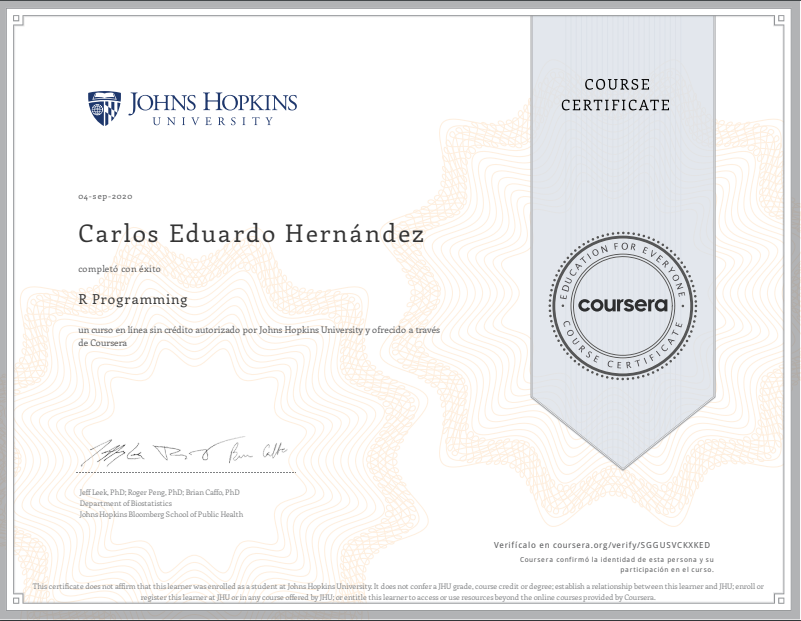 JOHNS HOPKINS
UNIVERSITY
COURSE
CERTIFICATE
04-sep-2020
Carlos Eduardo Hernández
completó con éxito
R Programming
un curso en línea sin crédito autorizado por Johns Hopkins University y ofrecido a través
de Coursera
EDUCATION FOR EVERYONE
coursera
COURSE CERTIFICATE
Jeff Leek, PhD; Roger Peng, PhD; Brian Caffo, PhD
Department of Biostatistics
Johns Hopkins Bloomberg School of Public Health
Verifícalo en coursera.org/verify/SGGUSVCKXKED
Coursera confirmó la identidad de esta persona y su
participación en el curso.
This certificate does not affirm that this learner was enrolled as a student at Johns Hopkins University. It does not confer a JHU grade, course credit or degree; establish a relationship between this learner and JHU; enroll or
register this learner at JHU or in any course offered by JHU; or entitle this learner to access or use resources beyond the online courses provided by Coursera.